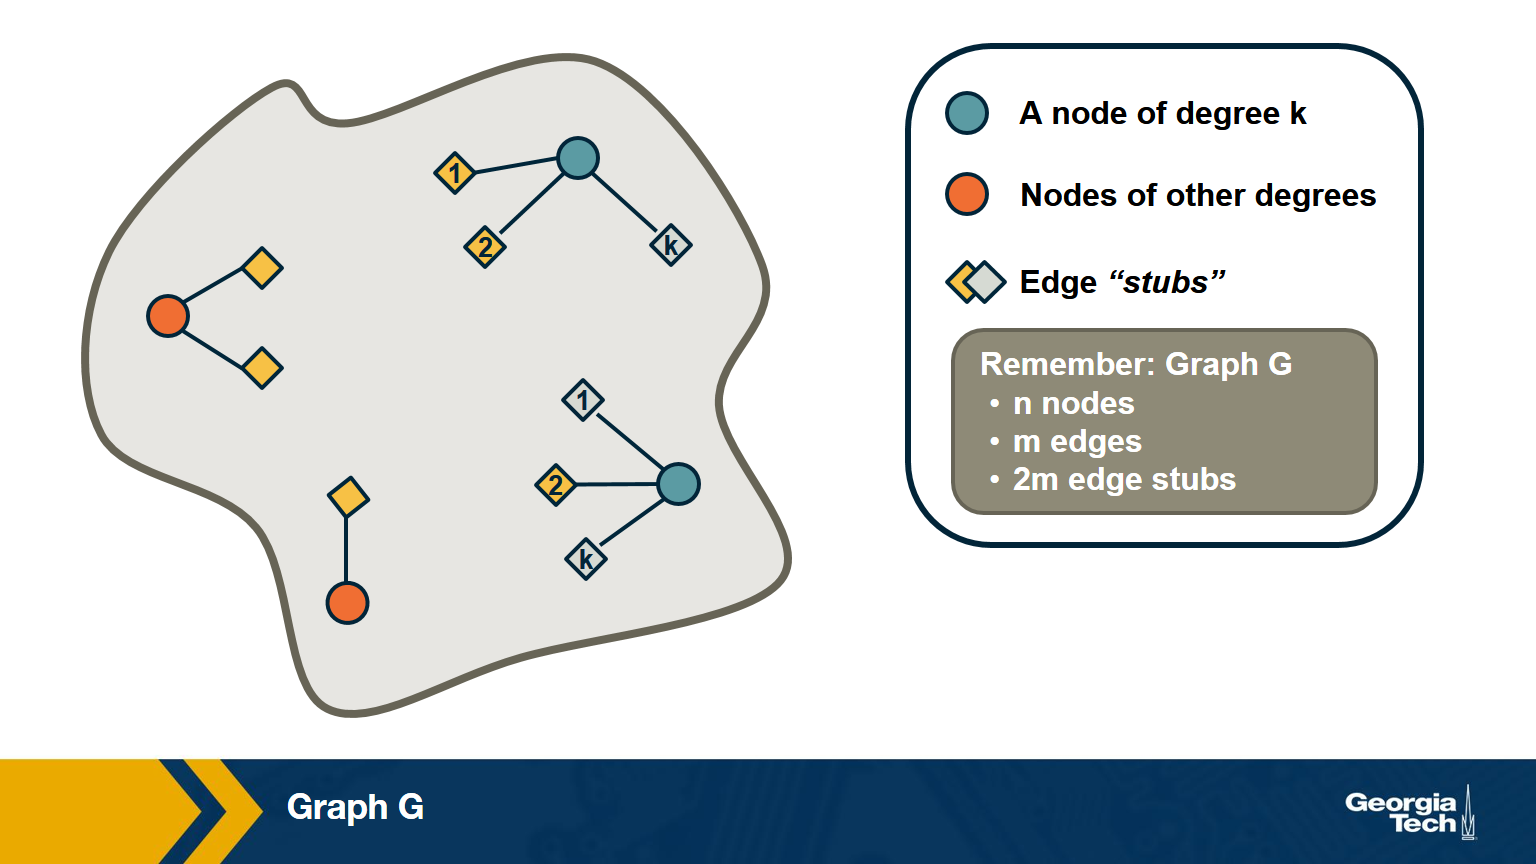 1
2
k
1
2
k
A node of degree k
Nodes of other degrees
Edge “stubs”
Remember: Graph G
• n nodes
• m edges
• 2m edge stubs
Graph G
Georgia
Tech